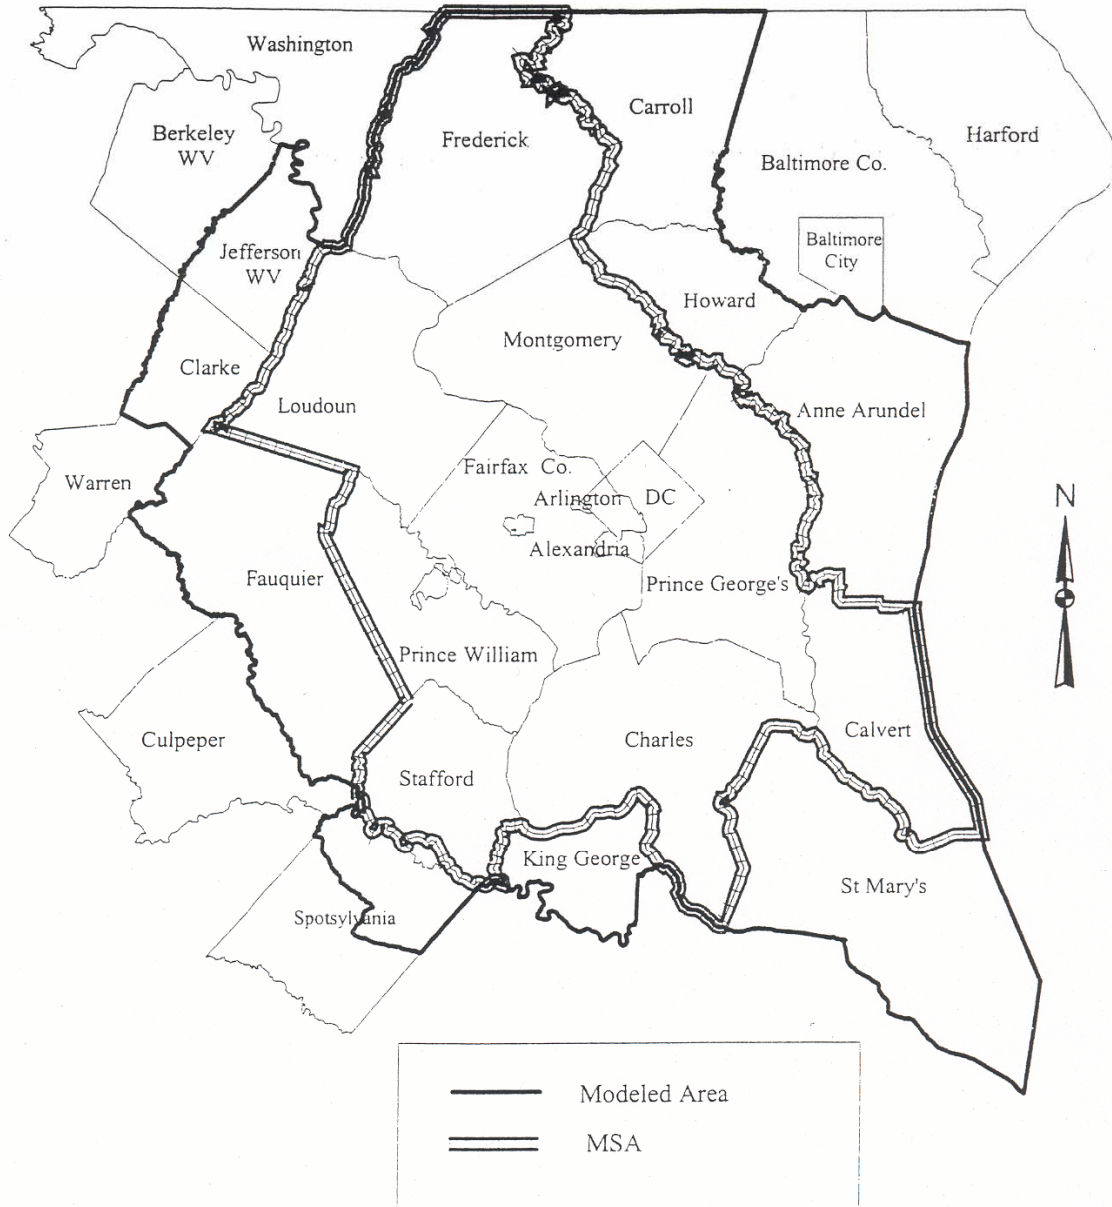 Washington
Carroll
Berkeley
WV
Frederick
Harford
Baltimore Co.
Jefferson
WV
Baltimore
City
Howard
Montgomery
Clarke
Loudoun
Anne Arundel
Warren
Fairfax Co.
Arlington
DC
Alexandria
Fauquier
Prince George's
N
Prince William
Culpeper
Charles
Calvert
Stafford
King George
St Mary's
Spotsylvania
Modeled Area
MSA